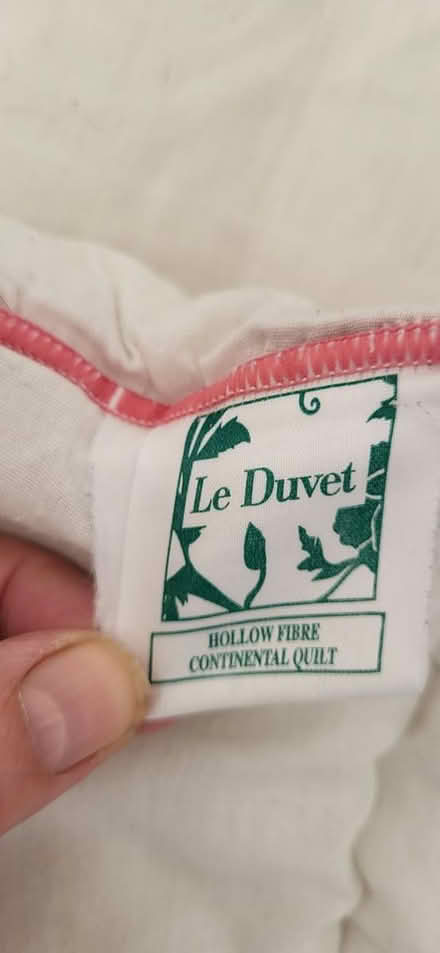 Le Duvet
HOLLOW FIBRE
CONTINENTAL QUILT